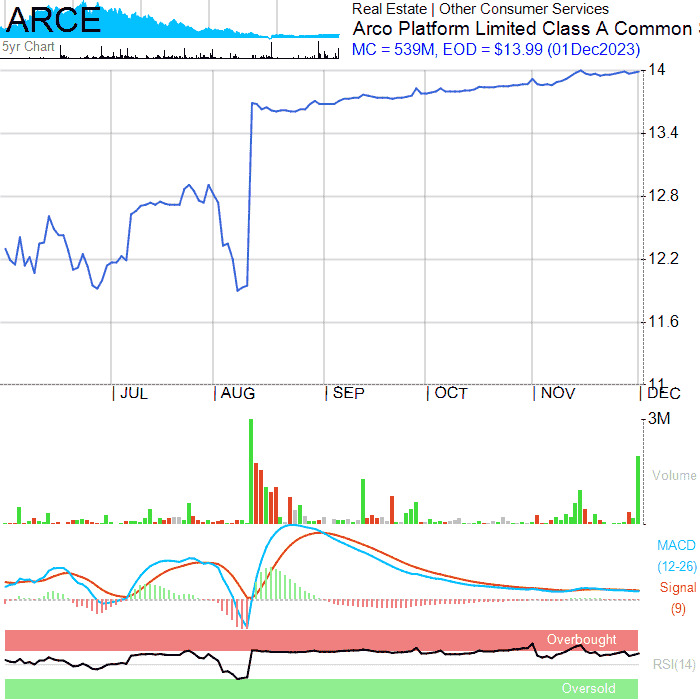 ARCE
5yr Chart
Real Estate | Other Consumer Services
Arco Platform Limited Class A Common
MC = 539M, EOD = $13.99 (01Dec2023)
14
13.4
12.8
12.2
11.6
11
JUL AUG SEP OCT NOV DEC
3M
Volume
MACD
(12-26)
Signal
(9)
Overbought
RSI(14)
Oversold